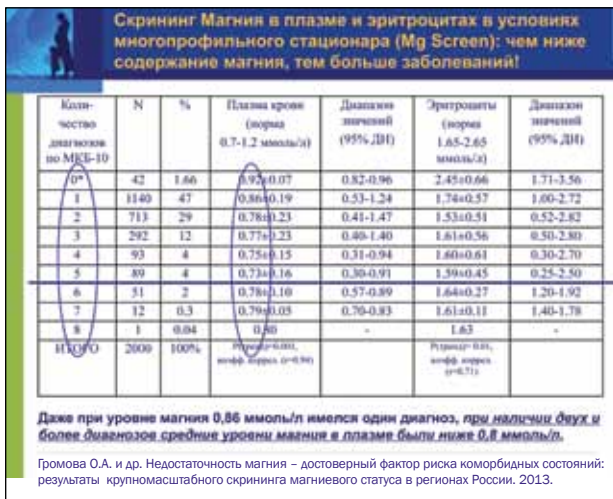 Скрининг Магния в плазме и эритроцитах в условиях
многопрофильного стационара (Mg Screen): чем ниже
содержание магния, тем больше заболеваний!
Коли-
чество
диагнозов
по МКБ-10 N % Плазма крови
(норма
0.7-1.2 ммоль/л) Диапазон
значений
(95% ДИ) Эритроциты
(норма
1.65-2.65
ммоль/л) Диапазон
значений
(95% ДИ)
0* 42 1.66 0.92±0.07 0.82-0.96 2.45±0.66 1.71-3.56
1 1140 47 0.86±0.19 0.53-1.24 1.74±0.57 1.00-2.72
2 713 29 0.78±0.23 0.41-1.47 1.53±0.51 0.52-2.82
3 292 12 0.77±0.23 0.40-1.40 1.61±0.56 0.50-2.80
4 93 4 0.75±0.15 0.31-0.94 1.60±0.61 0.30-2.70
5 89 4 0.73±0.16 0.30-0.91 1.59±0.45 0.25-2.50
6 51 2 0.78±0.10 0.57-0.89 1.64±0.27 1.20-1.92
7 12 0.3 0.79±0.05 0.70-0.83 1.61±0.11 1.40-1.78
8 1 0.04 0.80 - 1.63 -
ИТОГО 2000 100%
коэфф. коррел. (r=0.94) коэфф. коррел.
(r=0.71)
Даже при уровне магния 0,86 ммоль/л имелся один диагноз, при наличии двух и
более диагнозов средние уровни магния в плазме были ниже 0,8 ммоль/л.
Громова О.А. и др. Недостаточность магния – достоверный фактор риска коморбидных состояний:
результаты крупномасштабного скрининга магниевого статуса в регионах России. 2013.